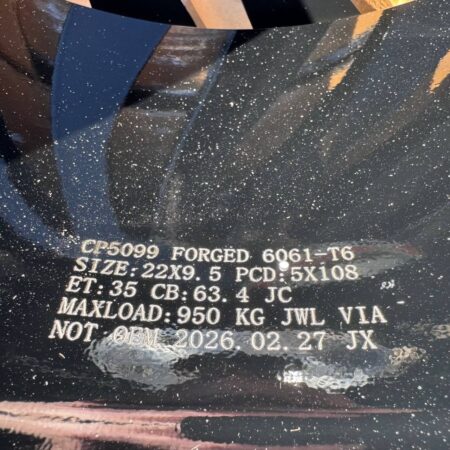 CP5099 FORGED 6061-T6
SIZE:22X9.5 PCD:5X108
ET:35 CB:63.4 JC
MAXLOAD:950 KG JWL VIA
NOT OEM 2026.02.27 JX